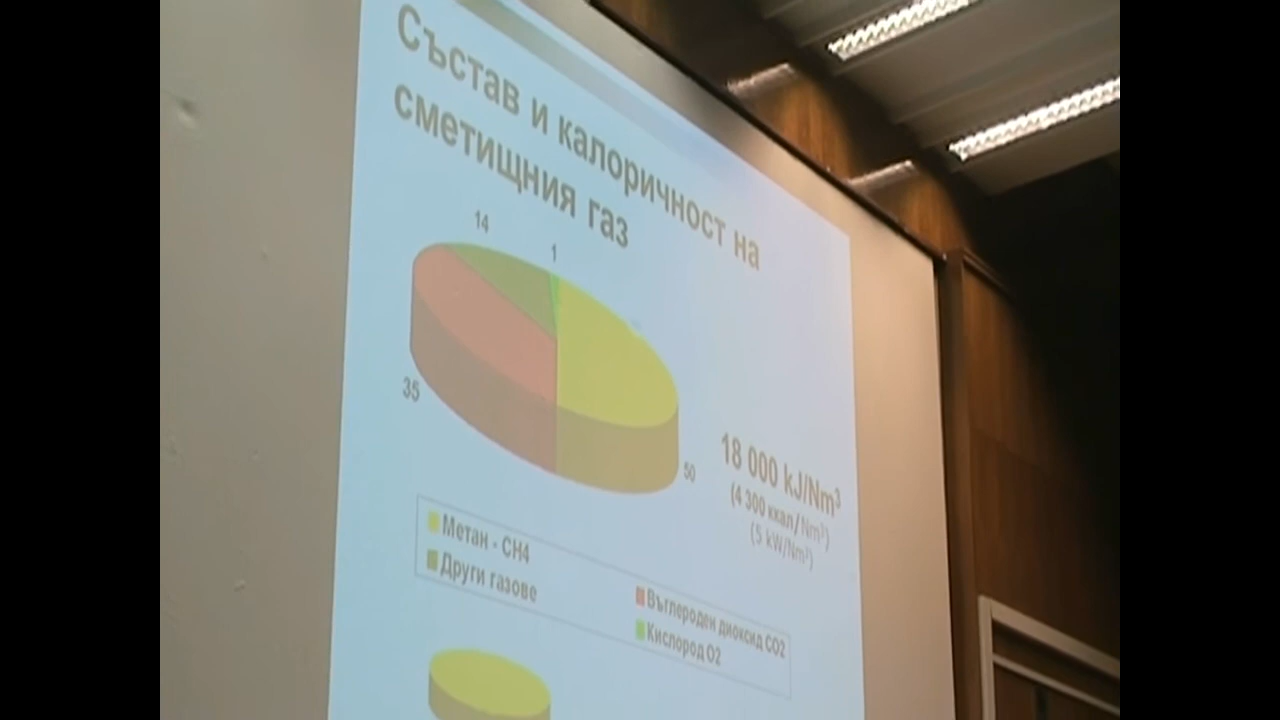 Състав и калоричност на
сметищния газ
14
1
35
50
18 000 kJ/Nm³
(4 300 ккал/Nm³)
(5 kW/Nm³)
Метан - CH4
Въглероден диоксид CO2
Други газове
Кислород O2